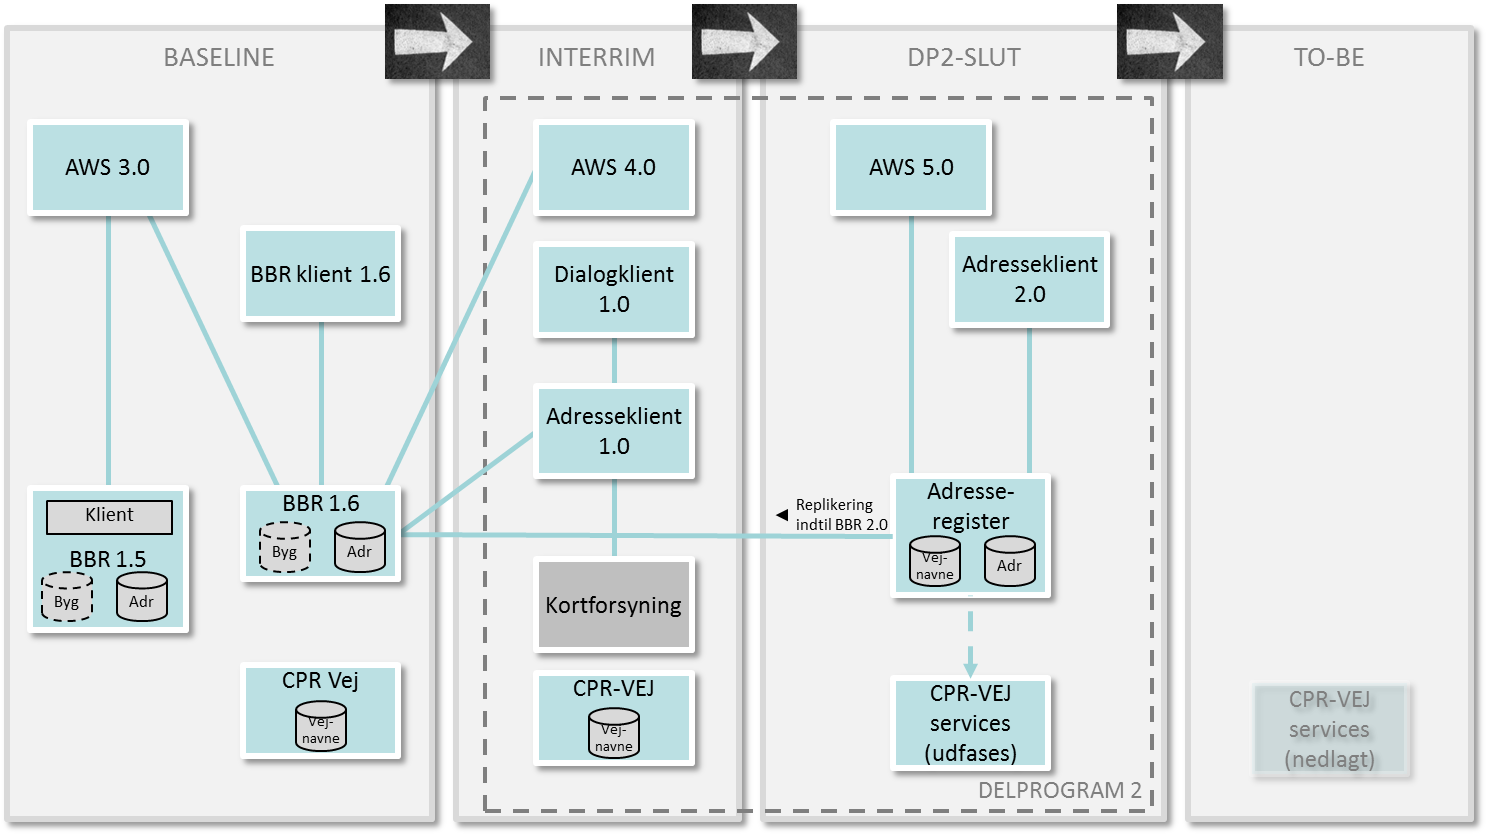 BASELINE
INTERRIM
DP2-SLUT
TO-BE
AWS 3.0
BBR klient 1.6
Klient
BBR 1.5
Byg
Adr
BBR 1.6
Byg
Adr
CPR Vej
Vej-
navne
AWS 4.0
Dialogklient
1.0
Adresseklient
1.0
Kortforsyning
CPR-VEJ
Vej-
navne
AWS 5.0
Adresseklient
2.0
◄ Replikering
indtil BBR 2.0
Adresse-
register
Vej-
navne
Adr
CPR-VEJ
services
(udfases)
DELPROGRAM 2
CPR-VEJ
services
(nedlagt)